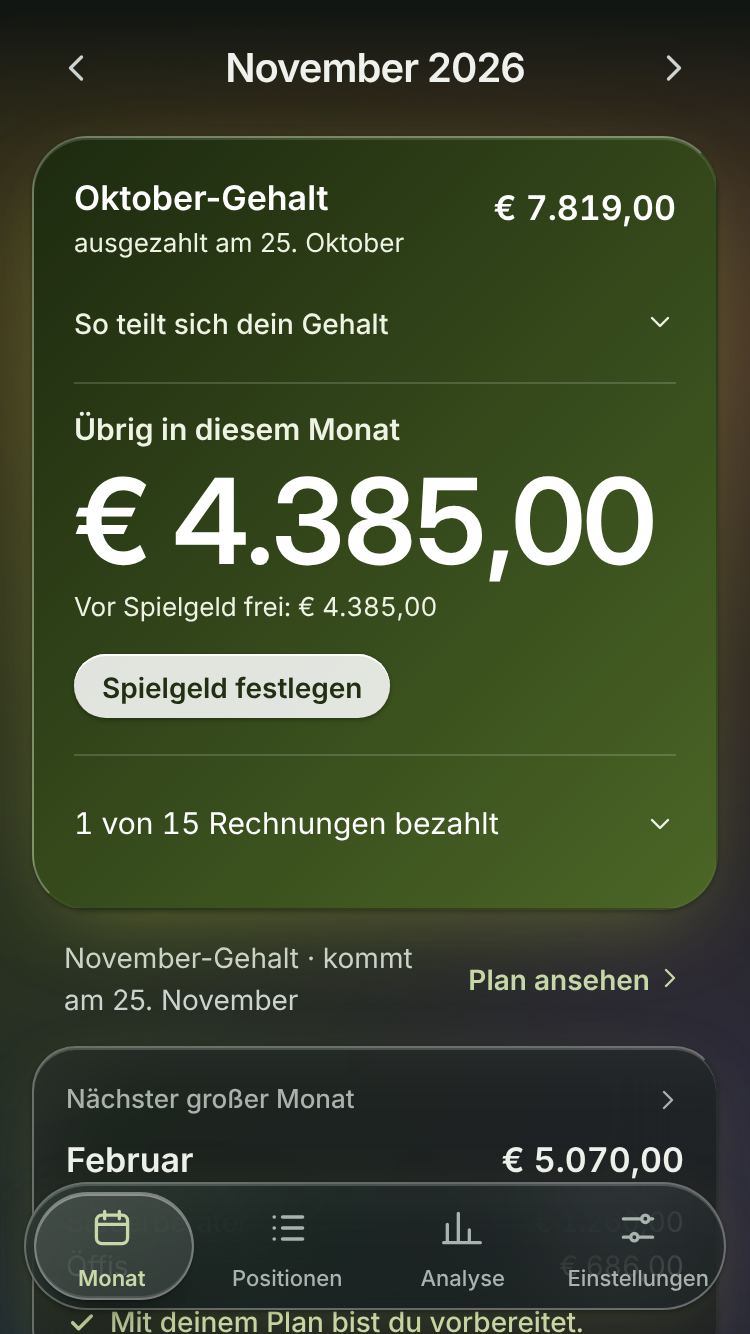 November 2026
Oktober-Gehalt
€ 7.819,00
ausgezahlt am 25. Oktober
So teilt sich dein Gehalt
Übrig in diesem Monat
€ 4.385,00
Vor Spielgeld frei: € 4.385,00
Spielgeld festlegen
1 von 15 Rechnungen bezahlt
November-Gehalt · kommt
am 25. November
Plan ansehen
Nächster großer Monat
Februar
€ 5.070,00
Öffis
€ 686,00
Monat
Positionen
Analyse
Einstellungen
Mit deinem Plan bist du vorbereitet.